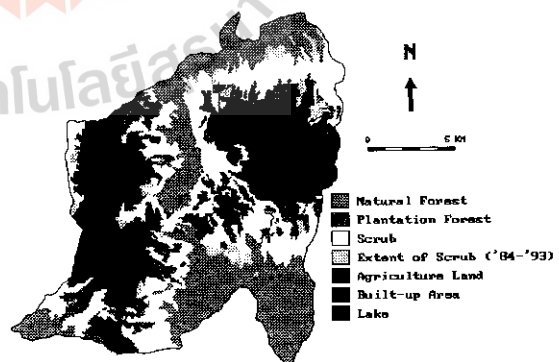 N
0 5 KM
Natural Forest
Plantation Forest
Scrub
Extent of Scrub ('84-'93)
Agriculture Land
Built-up Area
Lake